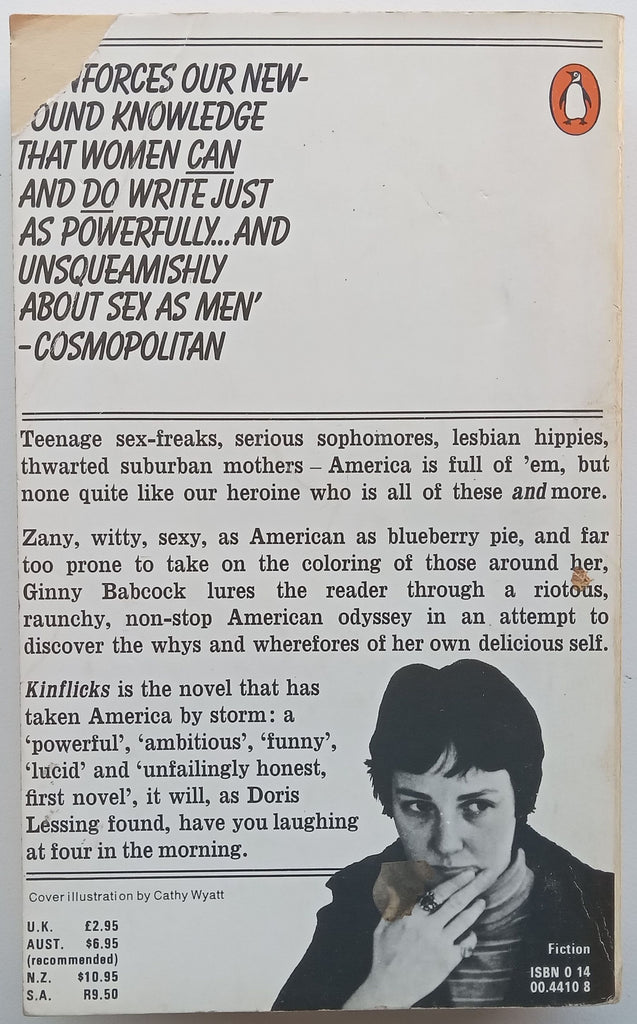 NFORCES OUR NEW-
OUND KNOWLEDGE
THAT WOMEN CAN
AND DO WRITE JUST
AS POWERFULLY... AND
UNSQUEAMISHLY
ABOUT SEX AS MEN'
-COSMOPOLITAN
Teenage sex-freaks, serious sophomores, lesbian hippies,
thwarted suburban mothers – America is full of 'em, but
none quite like our heroine who is all of these and more.
Zany, witty, sexy, as American as blueberry pie, and far
too prone to take on the coloring of those around her,
Ginny Babcock lures the reader through a riotous,
raunchy, non-stop American odyssey in an attempt to
discover the whys and wherefores of her own delicious self.
Kinflicks is the novel that has
taken America by storm: a
'powerful', 'ambitious', 'funny',
'lucid' and 'unfailingly honest,
first novel', it will, as Doris
Lessing found, have you laughing
at four in the morning.
Cover illustration by Cathy Wyatt
U.K. £2.95
AUST. $6.95
(recommended)
N.Z. $10.95
S.A. R9.50
Fiction
ISBN 0 14
00.4410 8